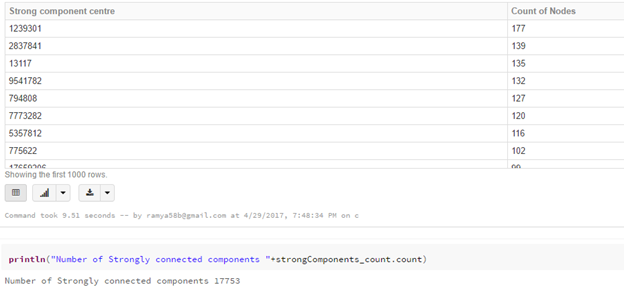 Strong component centre Count of Nodes
1239301 177
2837841 139
13117 135
9541782 132
794808 127
7773282 120
5357812 116
775622 102
Showing the first 1000 rows.
Command took 9.51 seconds -- by ramya58b@gmail.com at 4/29/2017, 7:48:34 PM on c
println("Number of Strongly connected components "+strongComponents_count.count)
Number of Strongly connected components 17753